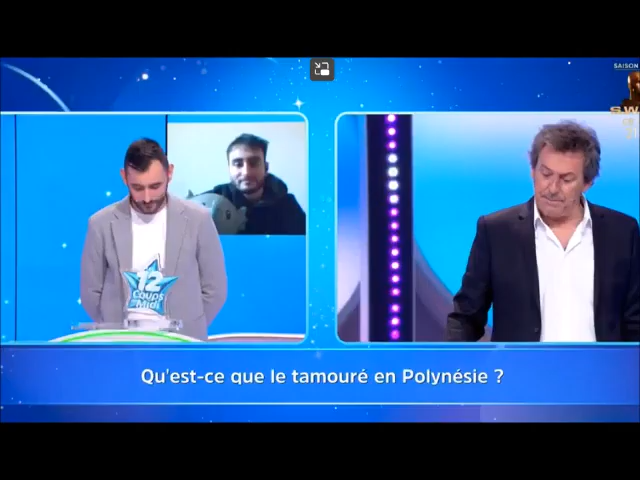 SAISON
S.W
12
Coups
de
Midi
Qu'est-ce que le tamouré en Polynésie ?